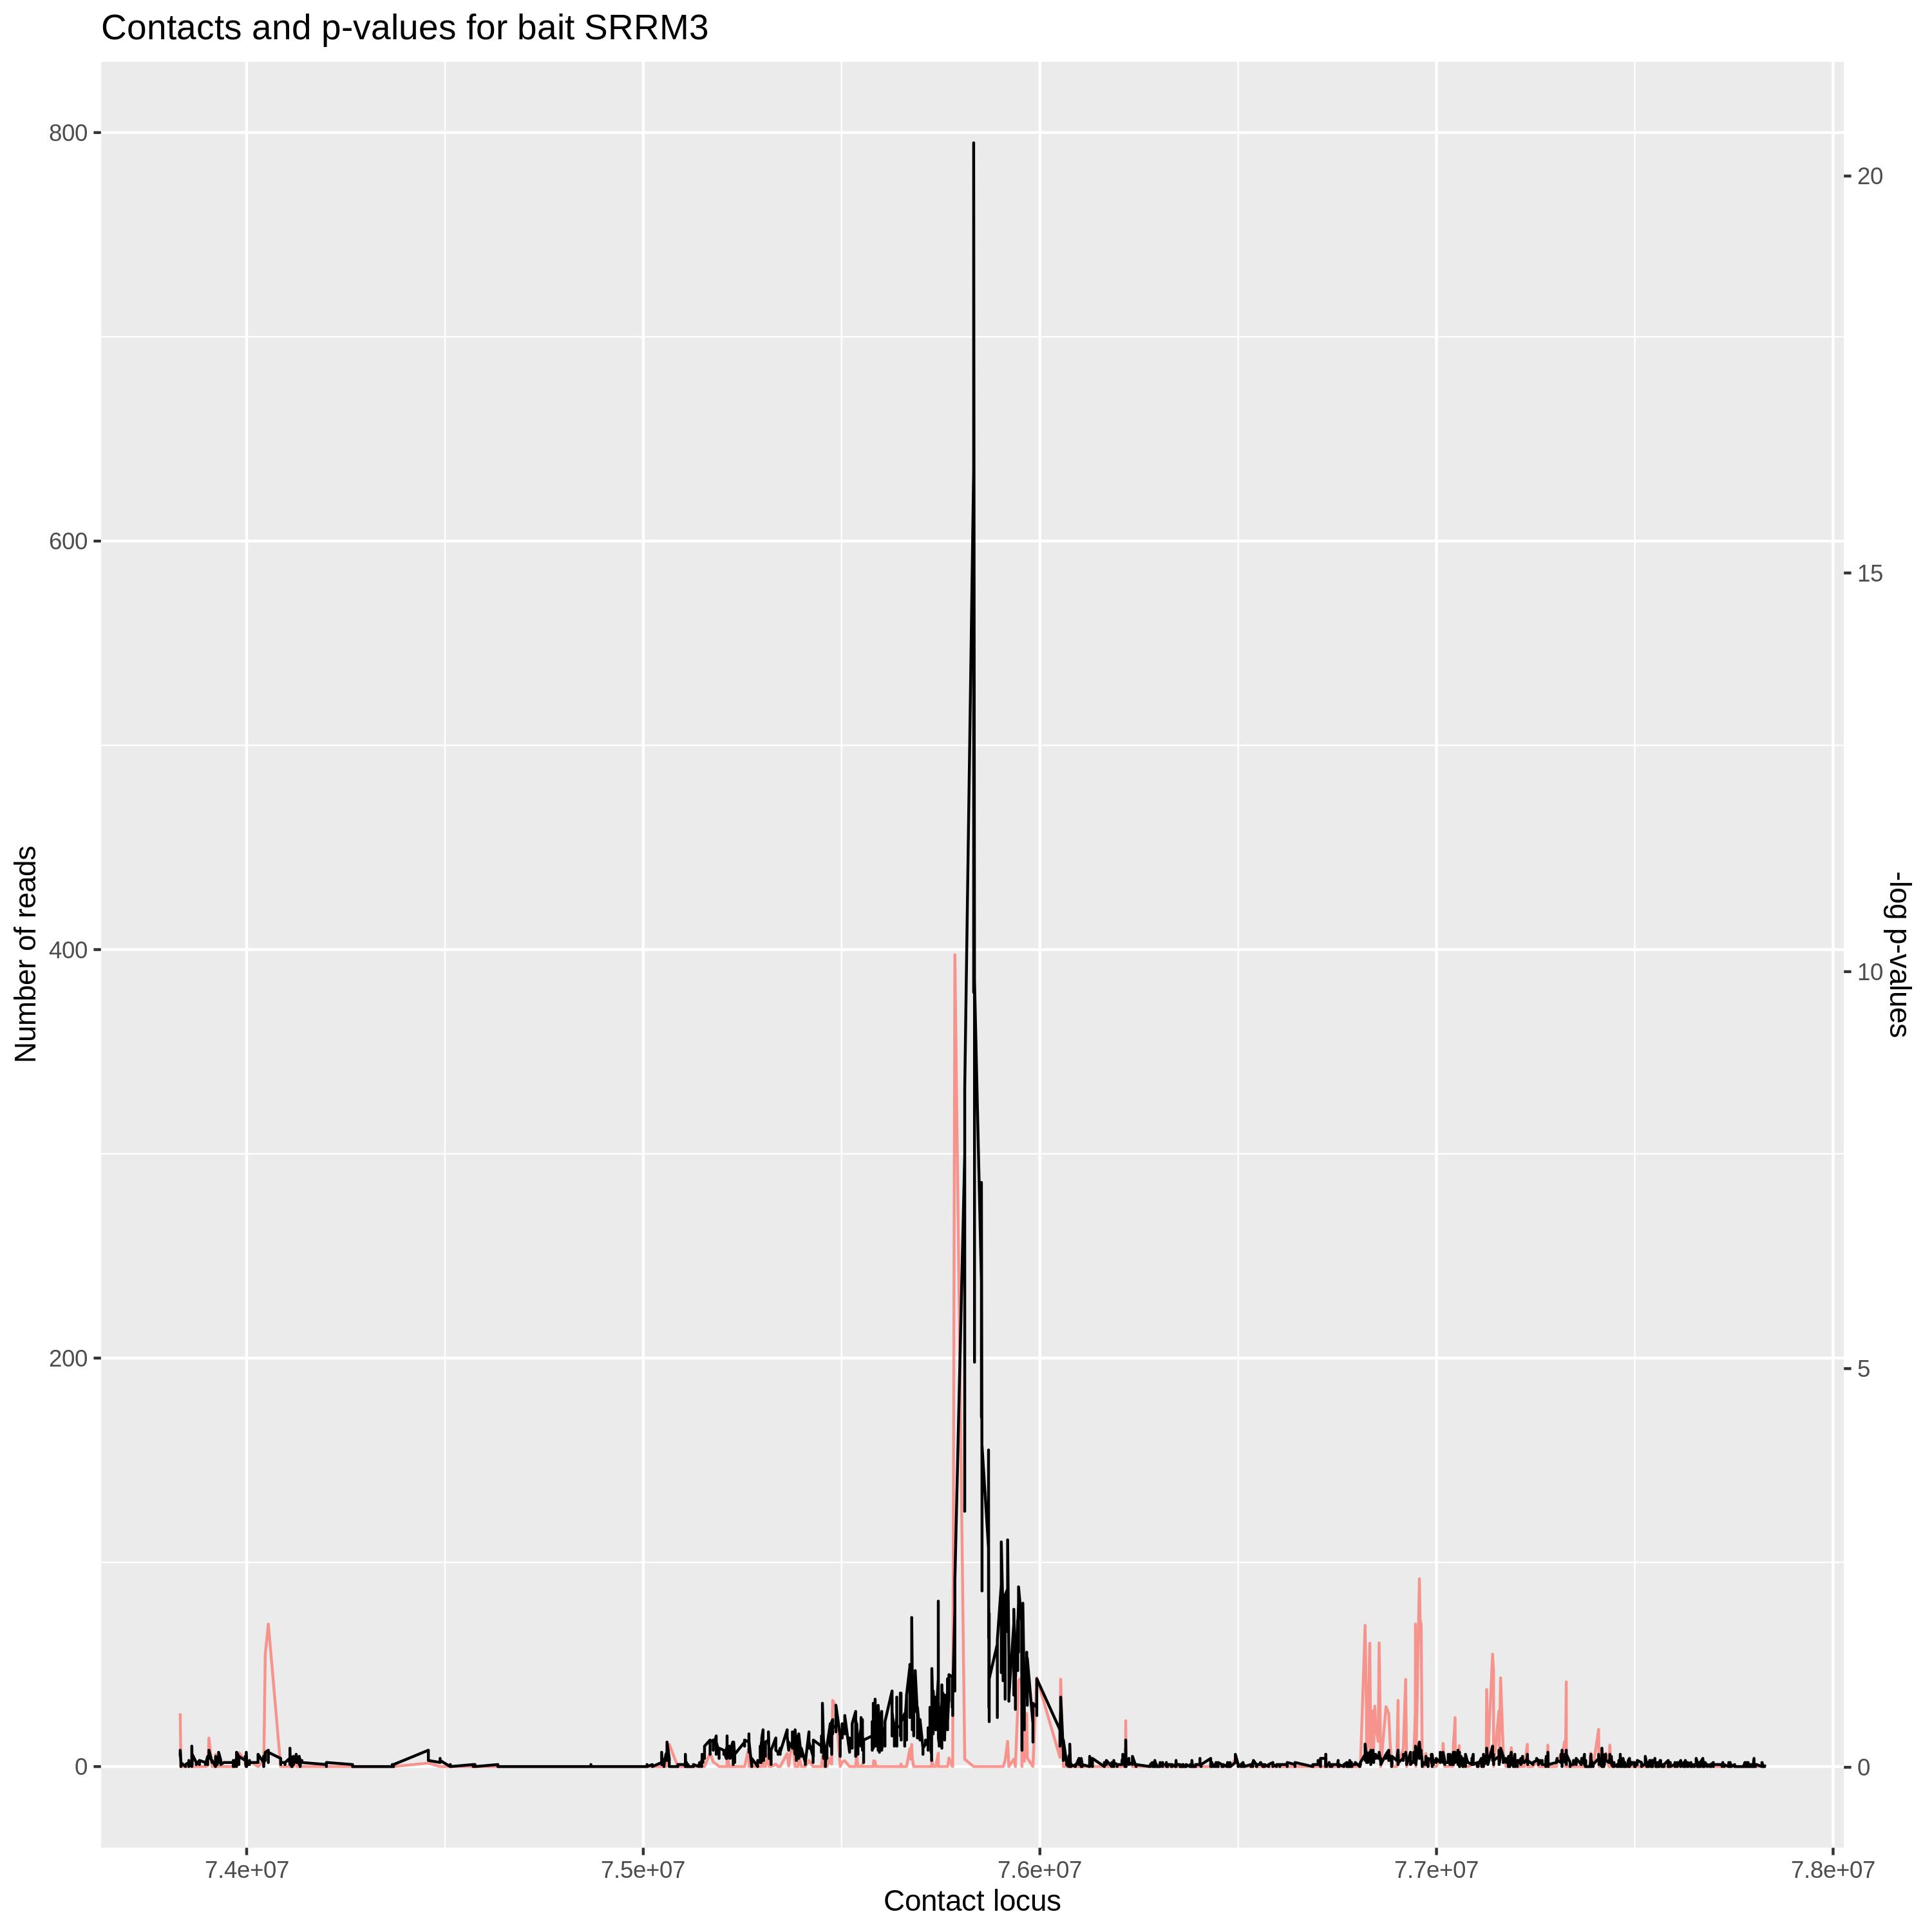 Contacts and p-values for bait SRRM3
800
600
400
200
0
Number of reads
20
15
10
5
0
-log p-values
7.4e+07
7.5e+07
7.6e+07
7.7e+07
7.8e+07
Contact locus